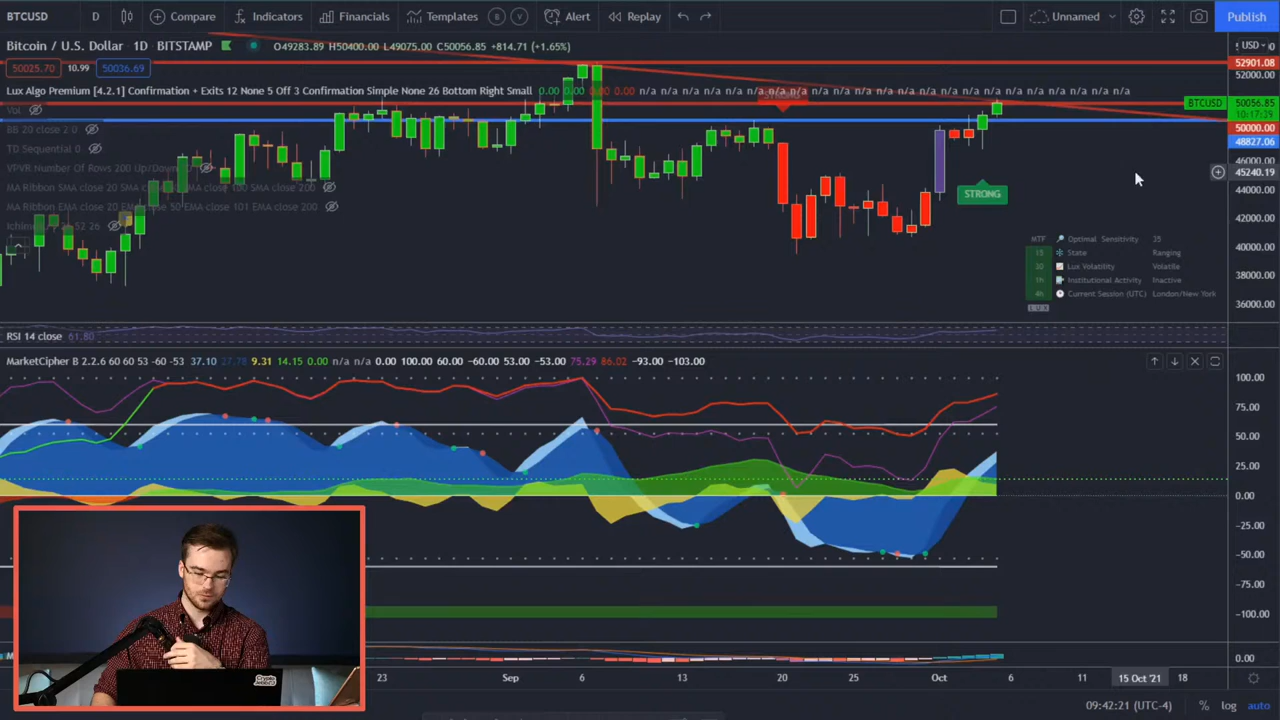 BTCUSD D Compare Indicators Financials Templates B V Alert Replay Unnamed Publish
Bitcoin / U.S. Dollar 1D BITSTAMP O49283.89 H50400.00 L49075.00 C50056.85 +814.71 (+1.65%)
USD
50025.70 10.99 50036.69
52901.08
52000.00
Lux Algo Premium [4.2.1] Confirmation + Exits 12 None 5 Off 3 Confirmation Simple None 26 Bottom Right Small 0.00 0.00 0.00 0.00 n/a n/a n/a n/a n/a n/a n/a n/a n/a n/a n/a n/a n/a n/a n/a n/a n/a n/a n/a n/a
Vol
BTCUSD 50056.85
10:17:39
BB 20 close 2 0
50000.00
48827.06
TD Sequential 0
46000.00
VPVR Number Of Rows 200 Up/Down
45240.19
MA Ribbon SMA close 20 SMA close 100 SMA 200
44000.00
STRONG
MA Ribbon EMA close 20 EMA close 50 EMA 101 EMA 200
42000.00
26 52 26
MTF Optimal Sensitivity 35
40000.00
15 State Ranging
30 Lux Volatility Volatile
38000.00
1h Institutional Activity Inactive
4h Current Session (UTC) London/New York
LUX
36000.00
RSI 14 close 61.80
MarketCipher B 2.2.6 60 60 53 -60 -53 37.10 27.78 9.31 14.15 0.00 n/a n/a 0.00 100.00 60.00 −60.00 53.00 −53.00 75.29 86.02 −93.00 −103.00
100.00
75.00
50.00
25.00
0.00
−25.00
−50.00
−75.00
−100.00
0.00
23 Sep 6 13 20 25 Oct 6 11 15 Oct '21 18
09:42:21 (UTC-4) % log auto